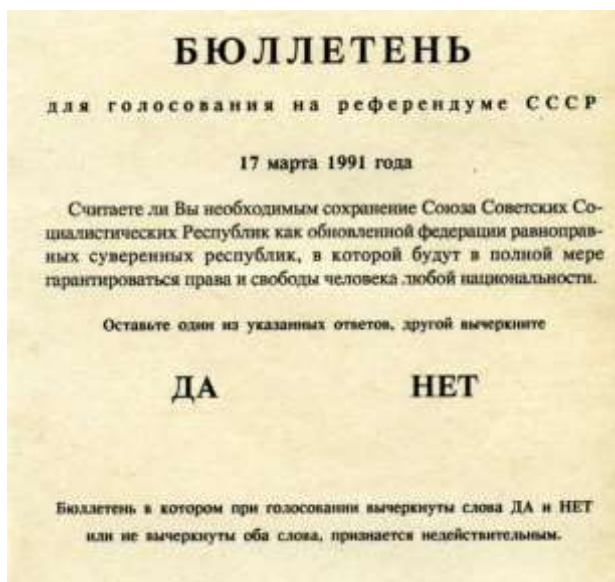 БЮЛЛЕТЕНЬ
для голосования на референдуме СССР
17 марта 1991 года
Считаете ли Вы необходимым сохранение Союза Советских Со-
циалистических Республик как обновленной федерации равноправ-
ных суверенных республик, в которой будут в полной мере
гарантироваться права и свободы человека любой национальности.
Оставьте один из указанных ответов, другой вычеркните
ДА НЕТ
Бюллетень в котором при голосовании вычеркнуты слова ДА и НЕТ
или не вычеркнуты оба слова, признается недействительным.